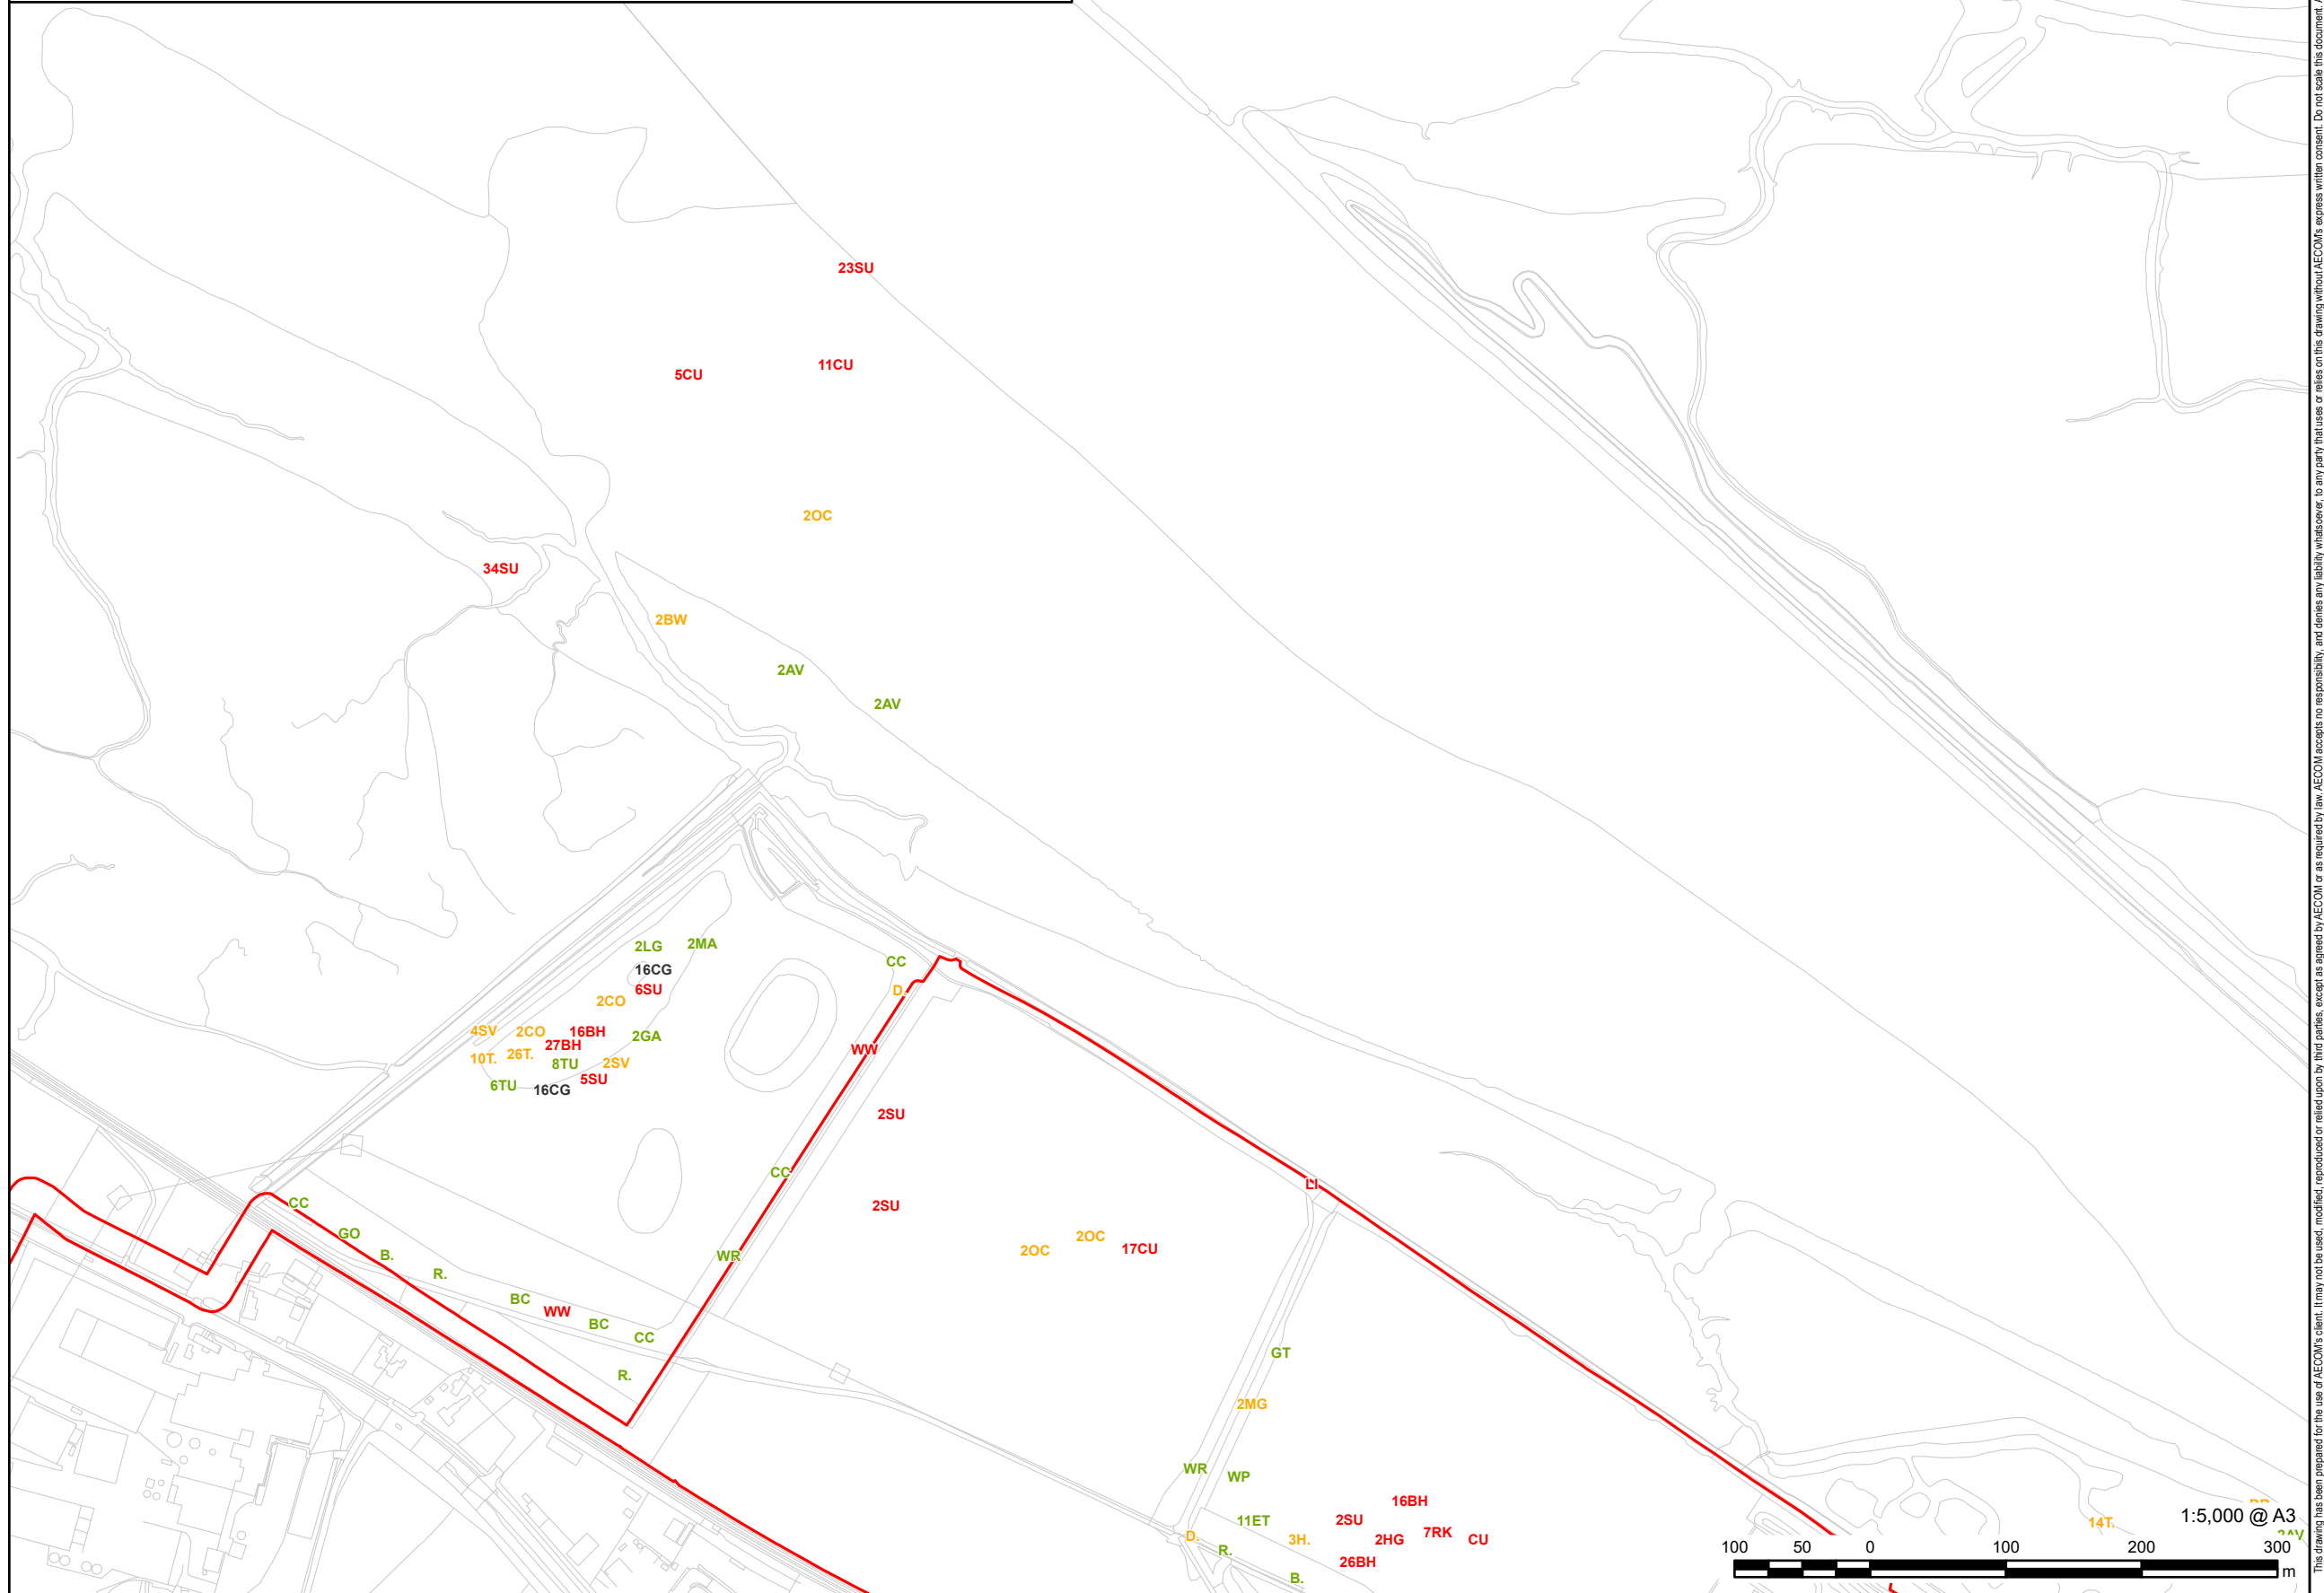 23SU
11CU
5CU
2OC
34SU
2BW
2AV
2AV
2LG
2MA
CC
16CG
6SU
D.
2CO
4SV
2CO
16BH
2GA
27BH
WW
10T.
26T.
8TU
2SV
5SU
6TU
16CG
2SU
CC
LI
CC
2SU
GO
2OC
17CU
B.
2OC
WR
R.
BC
WW
BC
CC
GT
R.
2MG
WR
WP
16BH
11ET
2SU
14T.
1:5,000 @ A3
D.
3H.
2HG
7RK
CU
2AV
R.
26BH
B.
100 50 0 100 200 300
m
This drawing has been prepared for the use of AECOM's client. It may not be used, modified, reproduced or relied upon by third parties, except as agreed by AECOM or as required by law. AECOM accepts no responsibility, and denies any liability whatsoever, to any party that uses or relies on this drawing without AECOM's express written consent. Do not scale this document.